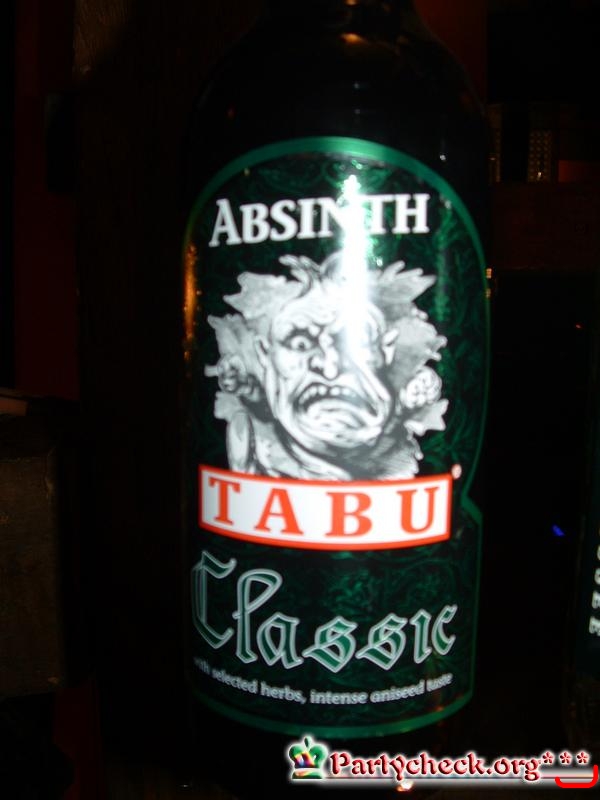 ABSINTH
TABU®
Classic
with selected herbs, intense aniseed taste
Partycheck.org***